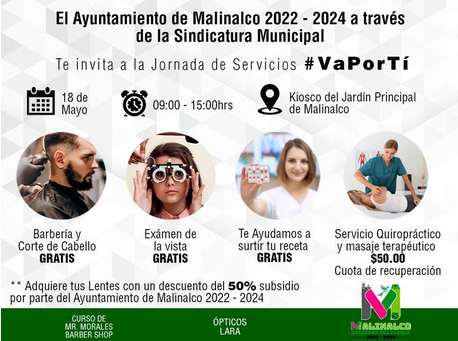 El Ayuntamiento de Malinalco 2022 - 2024 a través
de la Sindicatura Municipal
Te invita a la Jornada de Servicios #VaPorTí
18 de
Mayo
09:00 - 15:00hrs
Kiosco del Jardín Principal
de Malinalco
Barbería y
Corte de Cabello
GRATIS
Exámen de
la vista
GRATIS
Te Ayudamos a
surtir tu receta
GRATIS
Servicio Quiropráctico
y masaje terapéutico
$50.00
Cuota de recuperación
** Adquiere tus Lentes con un descuento del 50% subsidio
por parte del Ayuntamiento de Malinalco 2022 - 2024
CURSO DE
MR. MORALES
BARBER SHOP
ÓPTICOS
LARA
MALINALCO
2022 - 2024